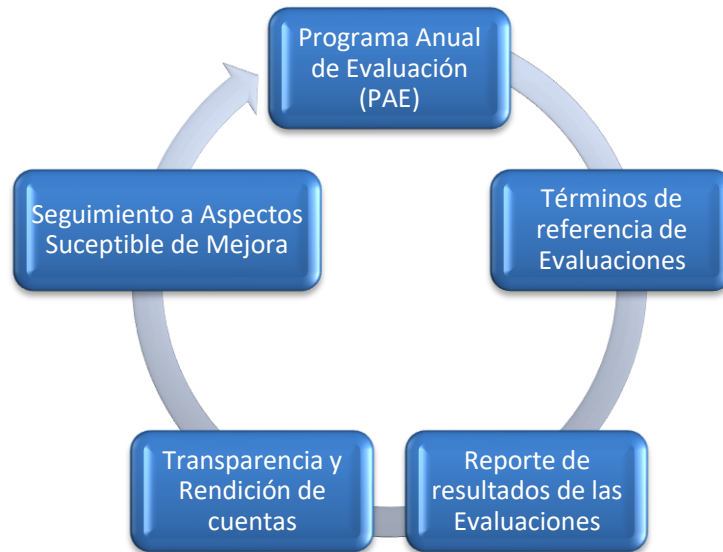 Programa Anual
de Evaluación
(PAE)
Términos de
referencia de
Evaluaciones
Reporte de
resultados de las
Evaluaciones
Transparencia y
Rendición de
cuentas
Seguimiento a Aspectos
Suceptible de Mejora